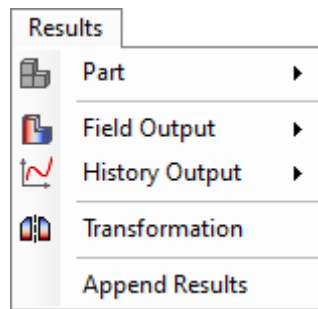 Results
Part
Field Output
History Output
Transformation
Append Results